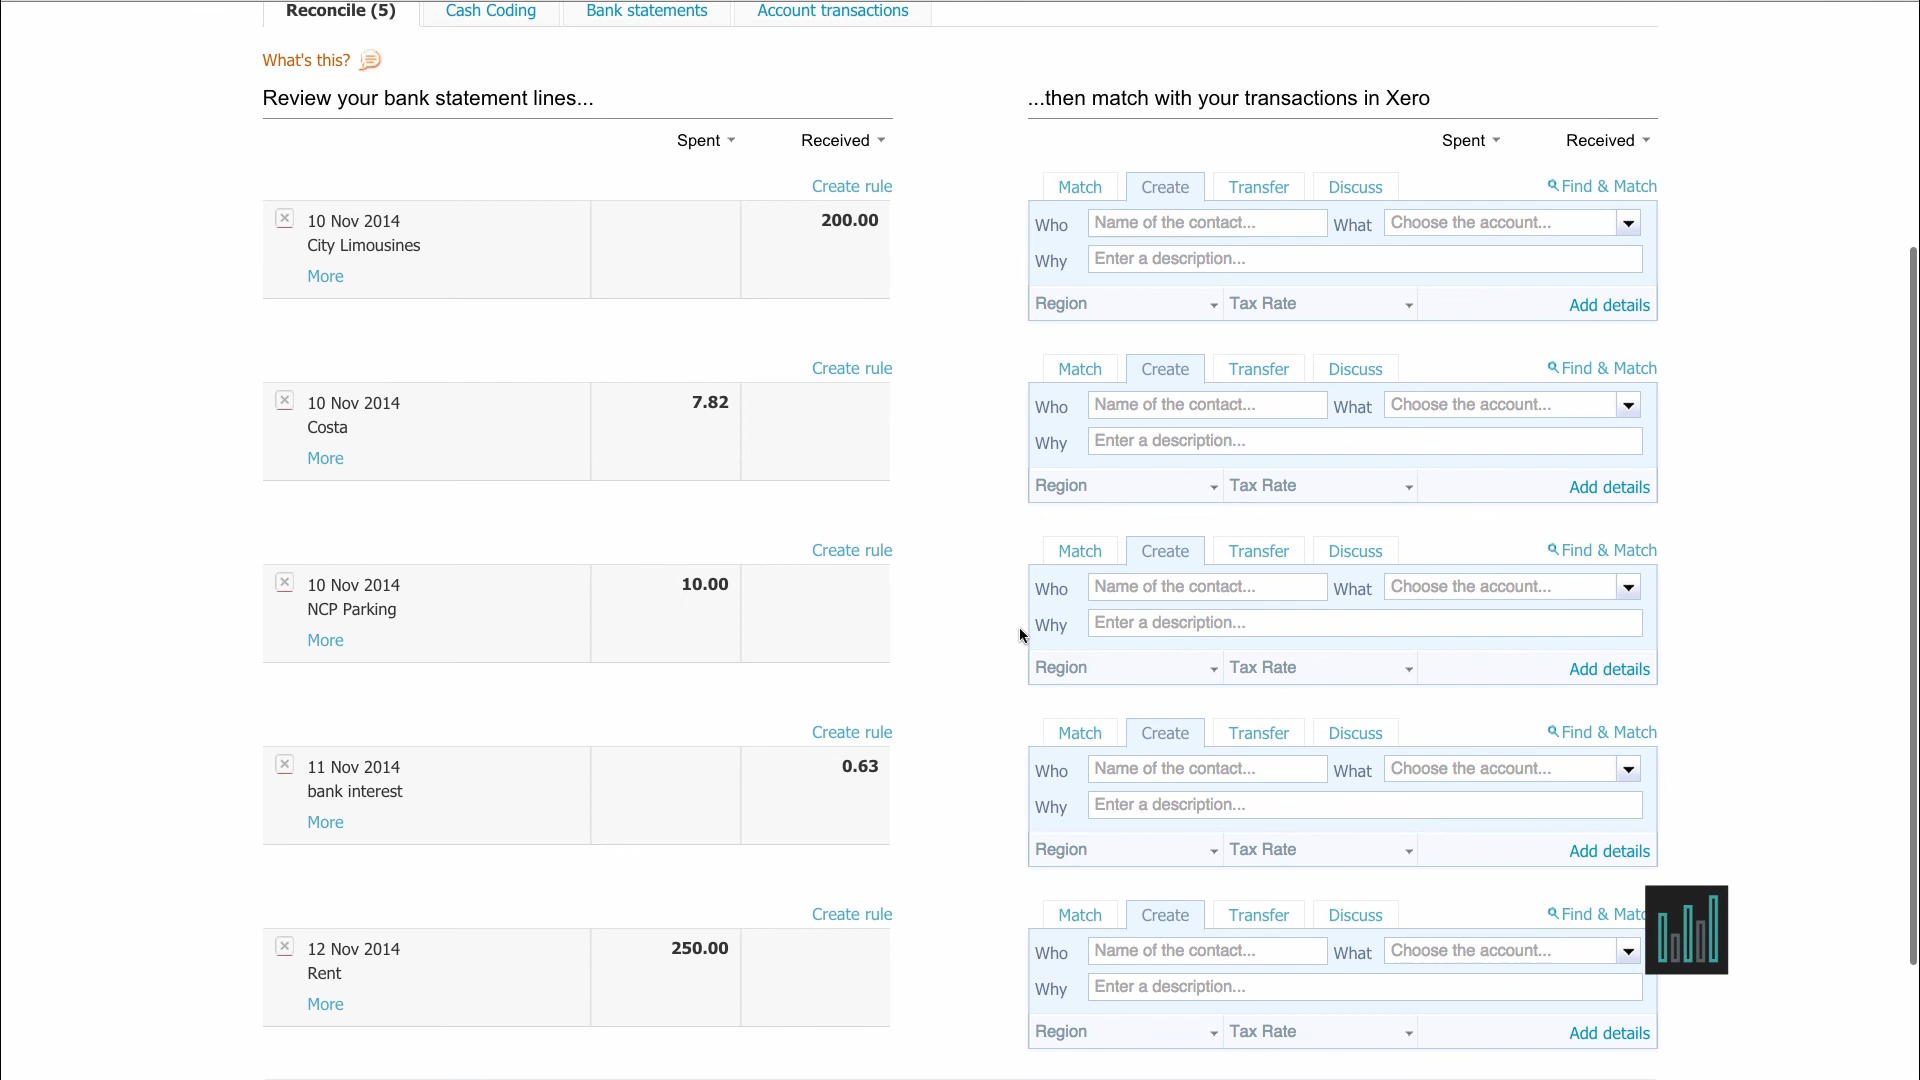 Reconcile (5) Cash Coding Bank statements Account transactions
What's this?
Review your bank statement lines... ...then match with your transactions in Xero
Spent Received Spent Received
Create rule Match Create Transfer Discuss Find & Match
10 Nov 2014 200.00 Who Name of the contact... What Choose the account...
City Limousines Why Enter a description...
More
Region Tax Rate Add details
Create rule Match Create Transfer Discuss Find & Match
10 Nov 2014 7.82 Who Name of the contact... What Choose the account...
Costa Why Enter a description...
More
Region Tax Rate Add details
Create rule Match Create Transfer Discuss Find & Match
10 Nov 2014 10.00 Who Name of the contact... What Choose the account...
NCP Parking Why Enter a description...
More
Region Tax Rate Add details
Create rule Match Create Transfer Discuss Find & Match
11 Nov 2014 0.63 Who Name of the contact... What Choose the account...
bank interest Why Enter a description...
More
Region Tax Rate Add details
Create rule Match Create Transfer Discuss Find & Matc
12 Nov 2014 250.00 Who Name of the contact... What Choose the account...
Rent Why Enter a description...
More
Region Tax Rate Add details